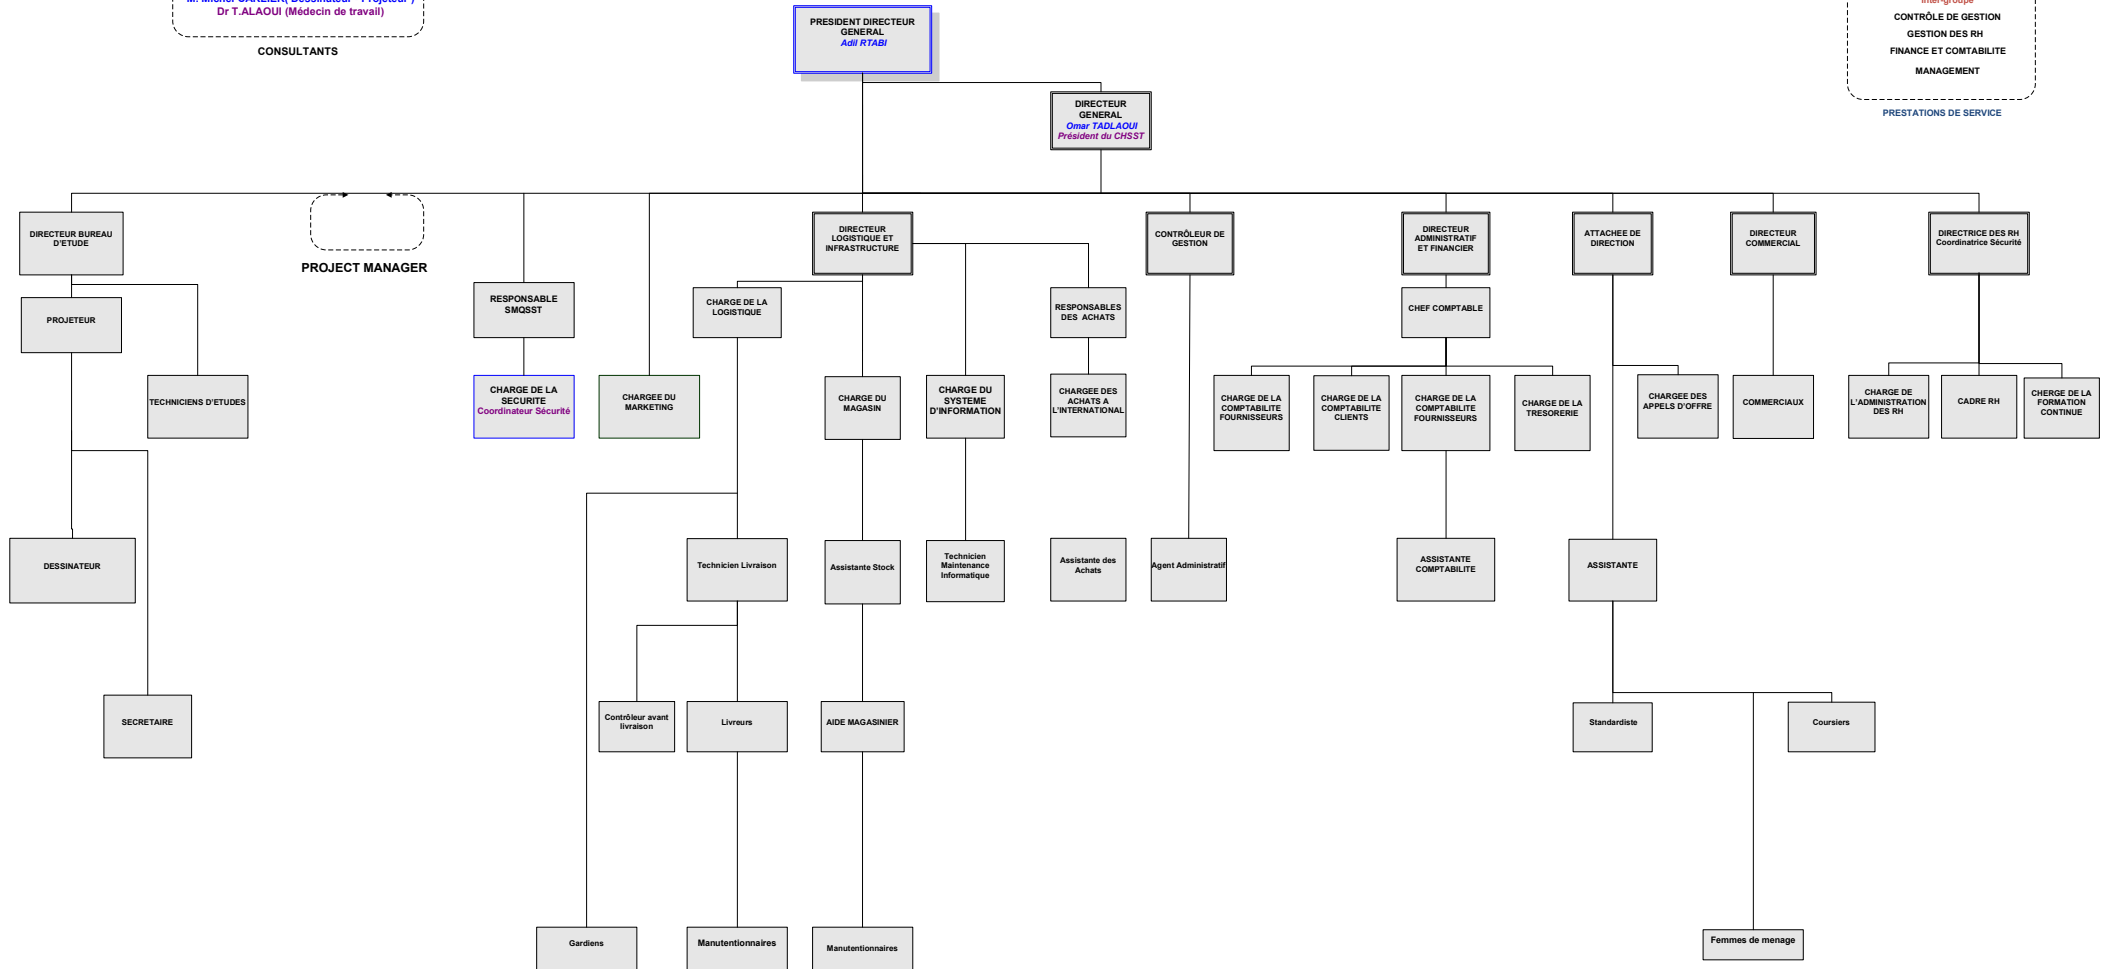 M. Michel CARLIER( Dessinateur - Projeteur )
Dr T.ALAOUI (Médecin de travail)
CONSULTANTS
PRESIDENT DIRECTEUR
GENERAL
Adil RTABI
Inter-groupe
CONTRÔLE DE GESTION
GESTION DES RH
FINANCE ET COMTABILITE
MANAGEMENT
PRESTATIONS DE SERVICE
DIRECTEUR
GENERAL
Omar TADLAOUI
Président du CHSST
DIRECTEUR BUREAU
D'ETUDE
PROJECT MANAGER
DIRECTEUR
LOGISTIQUE ET
INFRASTRUCTURE
CONTRÔLEUR DE
GESTION
DIRECTEUR
ADMINISTRATIF
ET FINANCIER
ATTACHEE DE
DIRECTION
DIRECTEUR
COMMERCIAL
DIRECTRICE DES RH
Coordinatrice Sécurité
PROJETEUR
RESPONSABLE
SMQSST
CHARGE DE LA
LOGISTIQUE
RESPONSABLES
DES ACHATS
CHEF COMPTABLE
TECHNICIENS D'ETUDES
CHARGE DE LA
SECURITE
Coordinateur Sécurité
CHARGEE DU
MARKETING
CHARGE DU
MAGASIN
CHARGE DU
SYSTEME
D'INFORMATION
CHARGEE DES
ACHATS A
L'INTERNATIONAL
CHARGE DE LA
COMPTABILITE
FOURNISSEURS
CHARGE DE LA
COMPTABILITE
CLIENTS
CHARGE DE LA
COMPTABILITE
FOURNISSEURS
CHARGE DE LA
TRESORERIE
CHARGEE DES
APPELS D'OFFRE
COMMERCIAUX
CHARGE DE
L'ADMINISTRATION
DES RH
CADRE RH
CHERGE DE LA
FORMATION
CONTINUE
DESSINATEUR
Technicien Livraison
Assistante Stock
Technicien
Maintenance
Informatique
Assistante des
Achats
Agent Administratif
ASSISTANTE
COMPTABILITE
ASSISTANTE
SECRETAIRE
Contrôleur avant
livraison
Livreurs
AIDE MAGASINIER
Standardiste
Coursiers
Gardiens
Manutentionnaires
Manutentionnaires
Femmes de menage